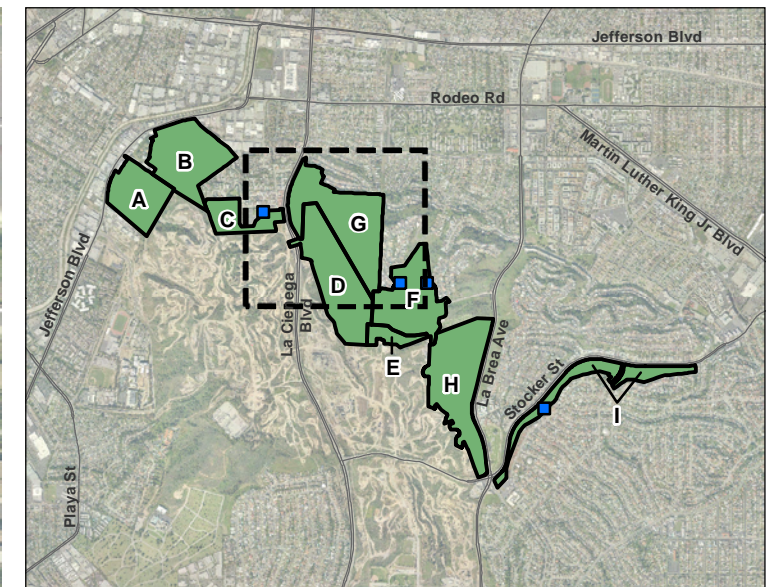 Jefferson Blvd
Rodeo Rd
Martin Luther King Jr Blvd
B
A
C
G
Jefferson Blvd
D
La Cienega
Blvd
F
E
H
La Brea Ave
Stocker St
I
Playa St